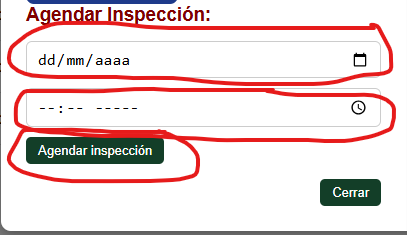 Agendar Inspección:
dd/mm/aaaa
--:-- -----
Agendar inspección
Cerrar